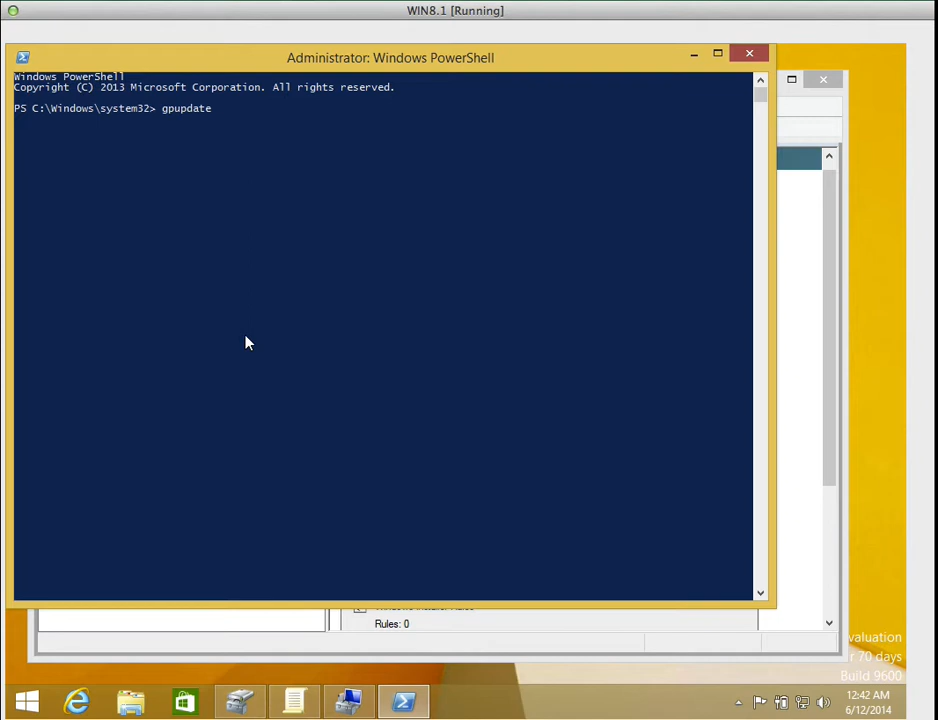 WIN8.1 [Running]
Administrator: Windows PowerShell
Windows PowerShell
Copyright (C) 2013 Microsoft Corporation. All rights reserved.
PS C:\Windows\system32> gpupdate
Rules: 0
valuation
r 70 days
Build 9600
12:42 AM
6/12/2014